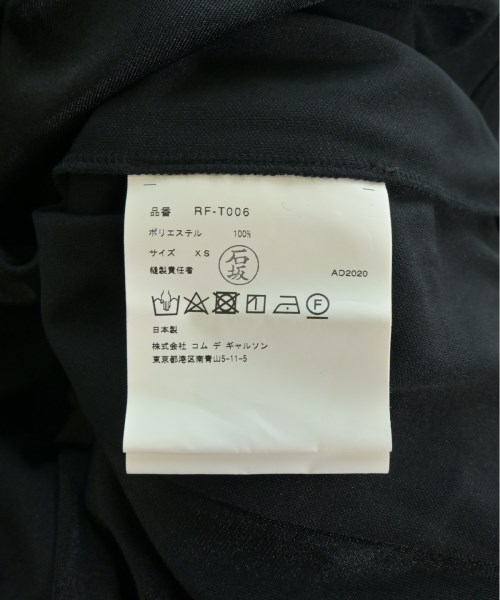 品番 RF-T006
ポリエステル 100%
サイズ XS
縫製責任者 石坂 AD2020
F
日本製
株式会社 コム デ ギャルソン
東京都港区南青山5-11-5